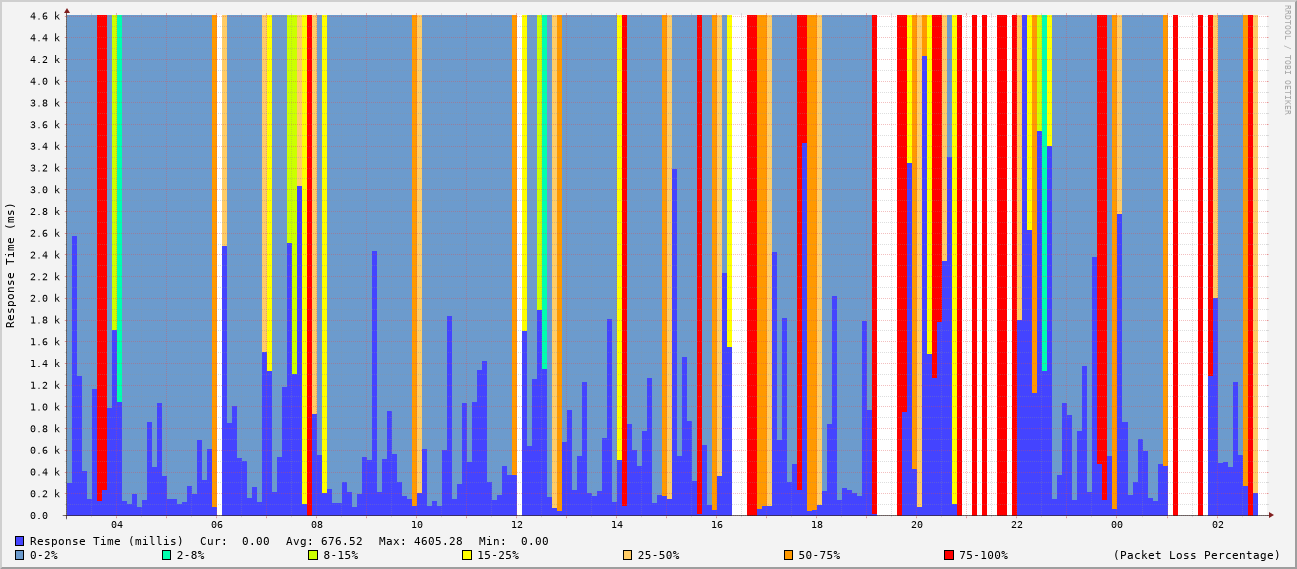 4.6 k
4.4 k
4.2 k
4.0 k
3.8 k
3.6 k
3.4 k
3.2 k
3.0 k
2.8 k
2.6 k
2.4 k
2.2 k
2.0 k
1.8 k
1.6 k
1.4 k
1.2 k
1.0 k
0.8 k
0.6 k
0.4 k
0.2 k
0.0
Response Time (ms)
RRDTOOL / TOBI OETIKER
04 06 08 10 12 14 16 18 20 22 00 02
Response Time (millis) Cur: 0.00 Avg: 676.52 Max: 4605.28 Min: 0.00
0-2% 2-8% 8-15% 15-25% 25-50% 50-75% 75-100% (Packet Loss Percentage)